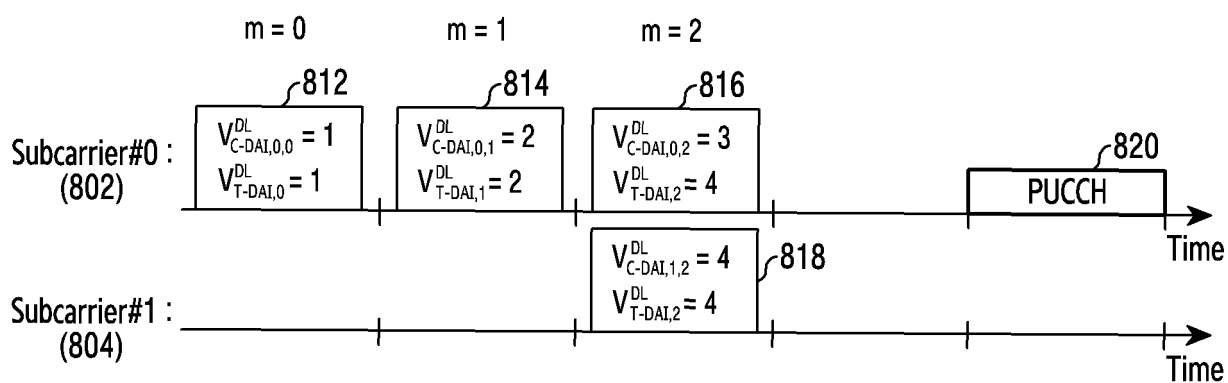 m = 0 m = 1 m = 2
812 814 816
V^DL_C-DAI,0,0 = 1 V^DL_C-DAI,0,1 = 2 V^DL_C-DAI,0,2 = 3
Subcarrier#0 : 820
(802) V^DL_T-DAI,0 = 1 V^DL_T-DAI,1 = 2 V^DL_T-DAI,2 = 4 PUCCH
Time
V^DL_C-DAI,1,2 = 4 818
Subcarrier#1 : V^DL_T-DAI,2 = 4
(804)
Time